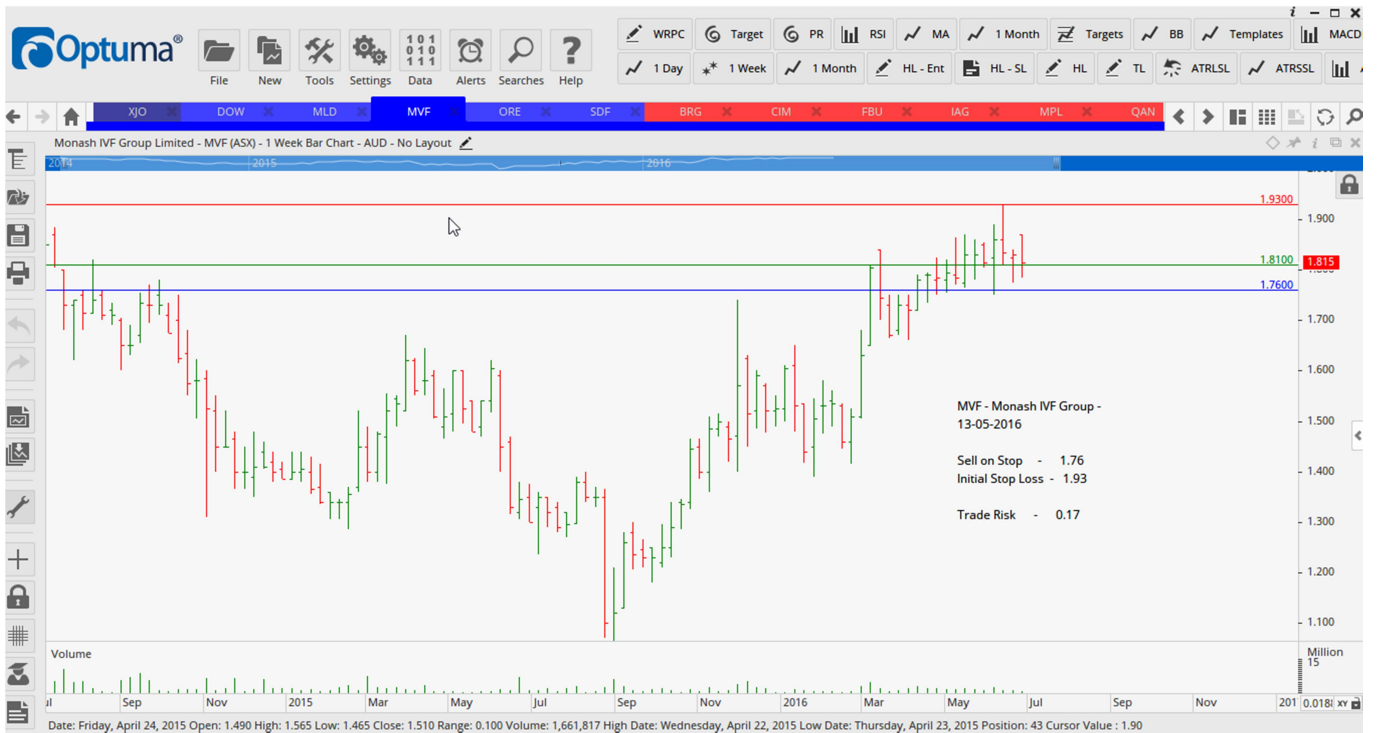 Optuma®
File New Tools Settings Data Alerts Searches Help
WRPC Target PR RSI MA 1 Month Targets BB Templates MACD
1 Day 1 Week 1 Month HL - Ent HL - SL HL TL ATRLSL ATRSSL
XJO DOW MLD MVF ORE SDF BRG CIM FBU IAG MPL QAN
Monash IVF Group Limited - MVF (ASX) - 1 Week Bar Chart - AUD - No Layout
2014 2015 2016
1.9300
1.900
1.8100
1.815
1.7600
1.700
1.600
MVF - Monash IVF Group -
13-05-2016
1.500
Sell on Stop - 1.76
1.400
Initial Stop Loss - 1.93
Trade Risk - 0.17
1.300
1.200
1.100
Volume
Million
15
Sep Nov 2015 Mar May Jul Sep Nov 2016 Mar May Jul Sep Nov 201 XY
Date: Friday, April 24, 2015 Open: 1.490 High: 1.565 Low: 1.465 Close: 1.510 Range: 0.100 Volume: 1,661,817 High Date: Wednesday, April 22, 2015 Low Date: Thursday, April 23, 2015 Position: 43 Cursor Value : 1.90